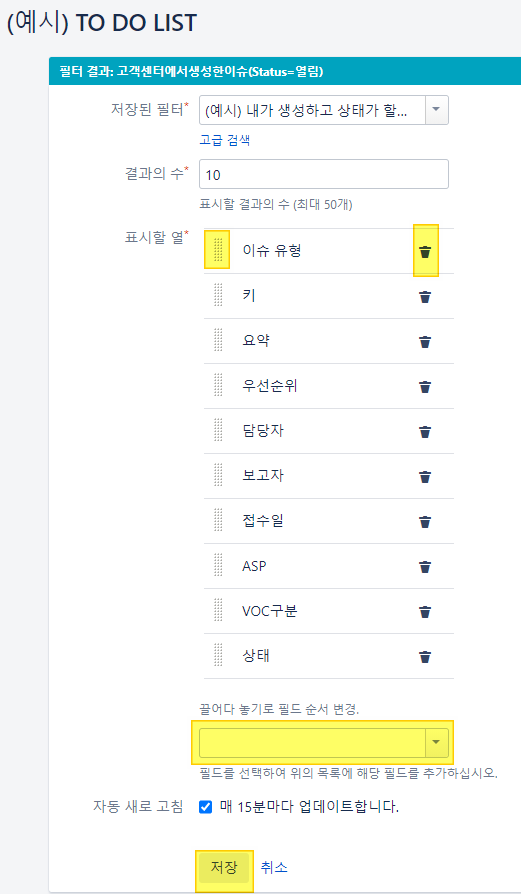 (예시) TO DO LIST
필터 결과: 고객센터에서생성한이슈(Status=열림)
저장된 필터* (예시) 내가 생성하고 상태가 할...
고급 검색
결과의 수* 10
표시할 결과의 수 (최대 50개)
표시할 열* 이슈 유형
키
요약
우선순위
담당자
보고자
접수일
ASP
VOC구분
상태
끌어다 놓기로 필드 순서 변경.
필드를 선택하여 위의 목록에 해당 필드를 추가하십시오.
자동 새로 고침 매 15분마다 업데이트합니다.
저장 취소